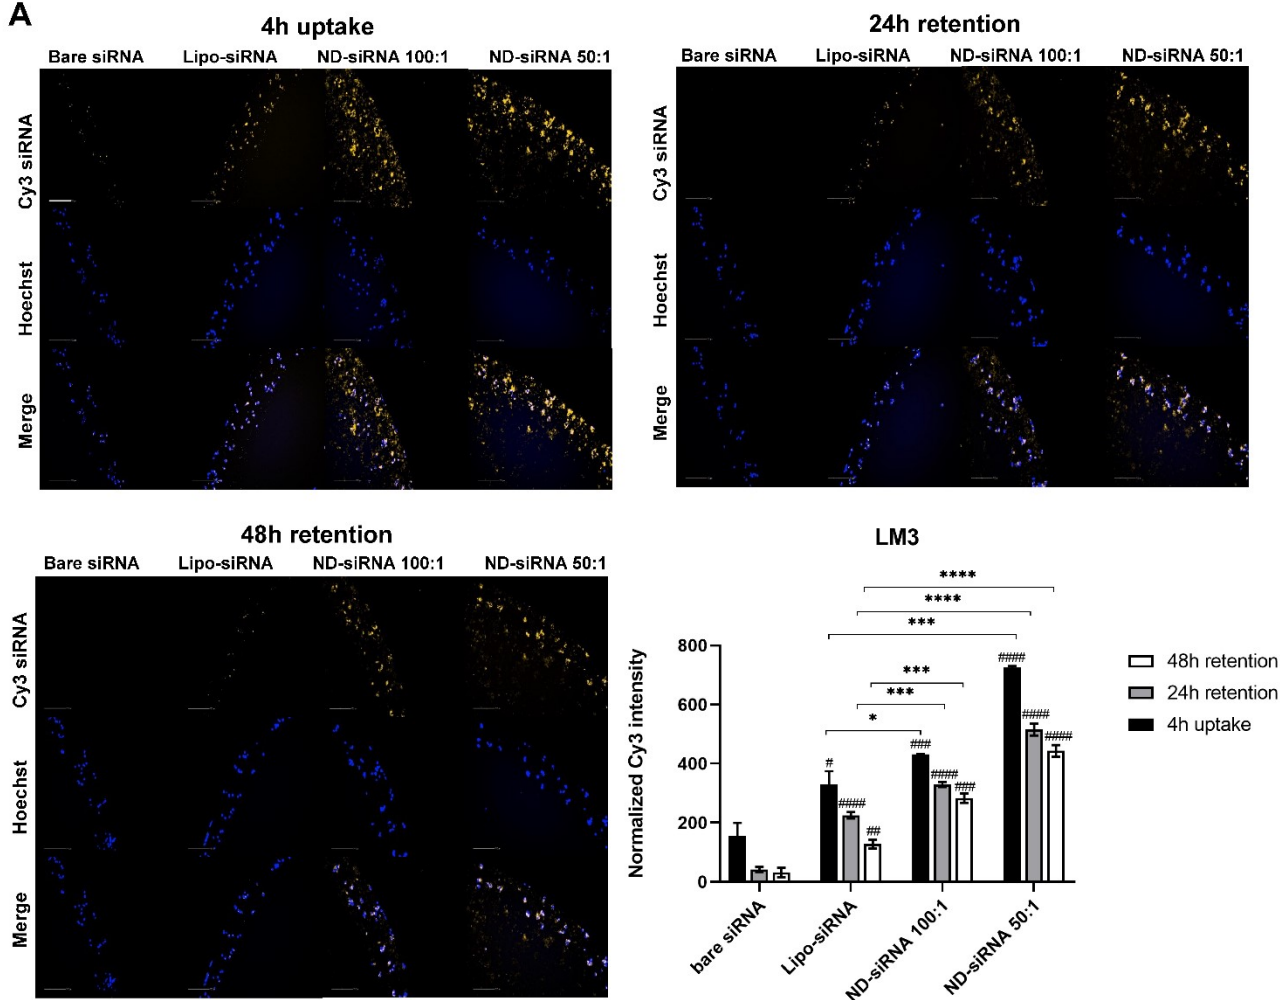 A
4h uptake
Bare siRNA Lipo-siRNA ND-siRNA 100:1 ND-siRNA 50:1
Cy3 siRNA
Hoechst
Merge
24h retention
Bare siRNA Lipo-siRNA ND-siRNA 100:1 ND-siRNA 50:1
Cy3 siRNA
Hoechst
Merge
48h retention
Bare siRNA Lipo-siRNA ND-siRNA 100:1 ND-siRNA 50:1
Cy3 siRNA
Hoechst
Merge
LM3
****
****
***
***
***
*
Normalized Cy3 intensity
800
600
400
200
0
#
####
##
###
####
###
####
####
####
bare siRNA
Lipo-siRNA
ND-siRNA 100:1
ND-siRNA 50:1
48h retention
24h retention
4h uptake